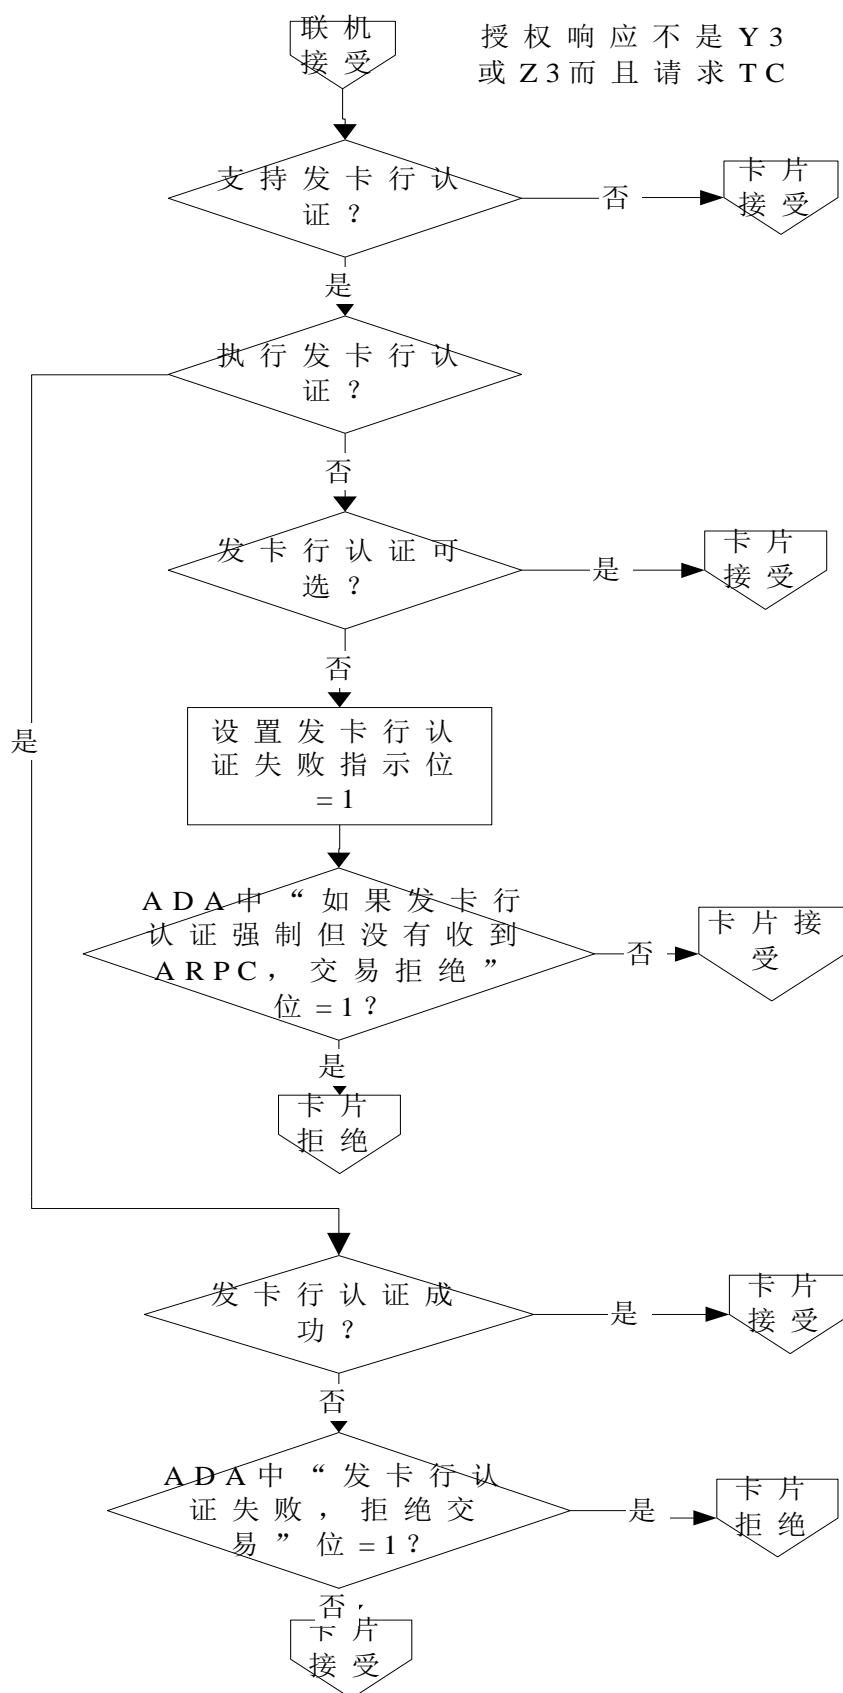 联机
接受
授权响应不是Y3
或Z3而且请求TC
支持发卡行认
证？
否
卡片
接受
是
执行发卡行认
证？
否
发卡行认证可
选？
是
卡片
接受
否
是
设置发卡行认
证失败指示位
=1
ADA中“如果发卡行
认证强制但没有收到
ARPC，交易拒绝”
位=1？
否
卡片接
受
是
卡片
拒绝
发卡行认证成
功？
是
卡片
接受
否
ADA中“发卡行认
证失败，拒绝交
易”位=1？
是
卡片
拒绝
否
卡片
接受